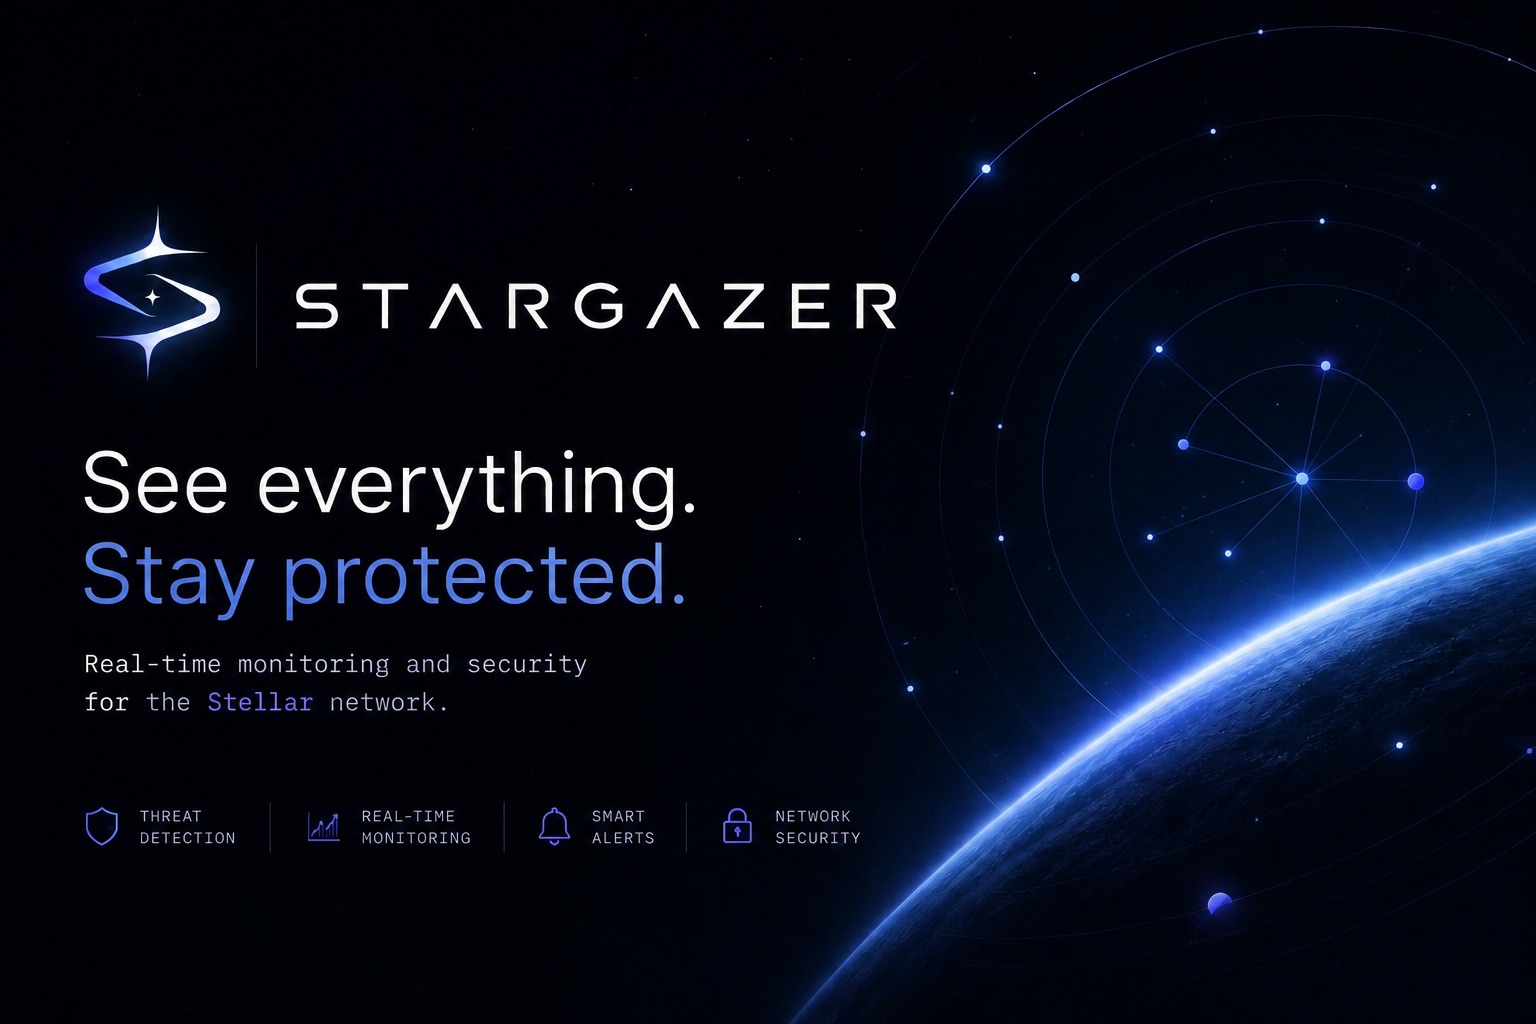 STARGAZER
See everything.
Stay protected.
Real-time monitoring and security
for the Stellar network.
THREAT
DETECTION
REAL-TIME
MONITORING
SMART
ALERTS
NETWORK
SECURITY